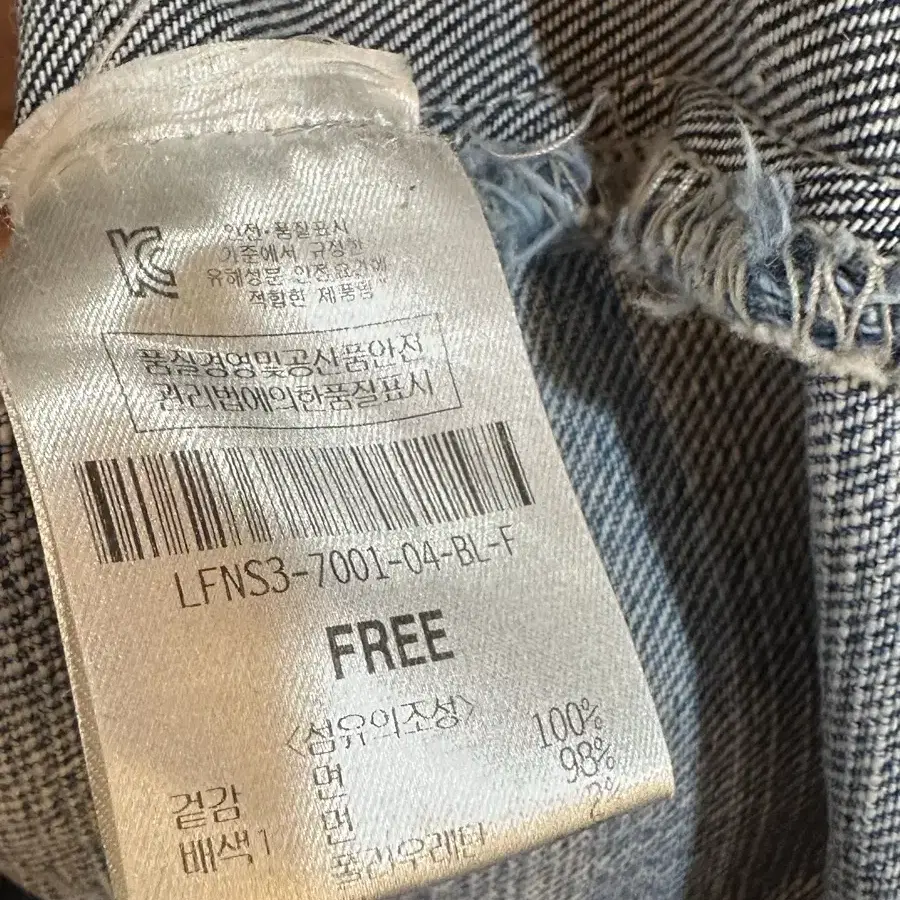 KC
안전·품질표시
기준에서 규정한
유해성분 안전요건에
적합한 제품임
품질경영및공산품안전
관리법에의한품질표시
LFNS3-7001-04-BL-F
FREE
<섬유의조성>
겉감 면 100%
배색1 면 98%
폴리우레탄 2%